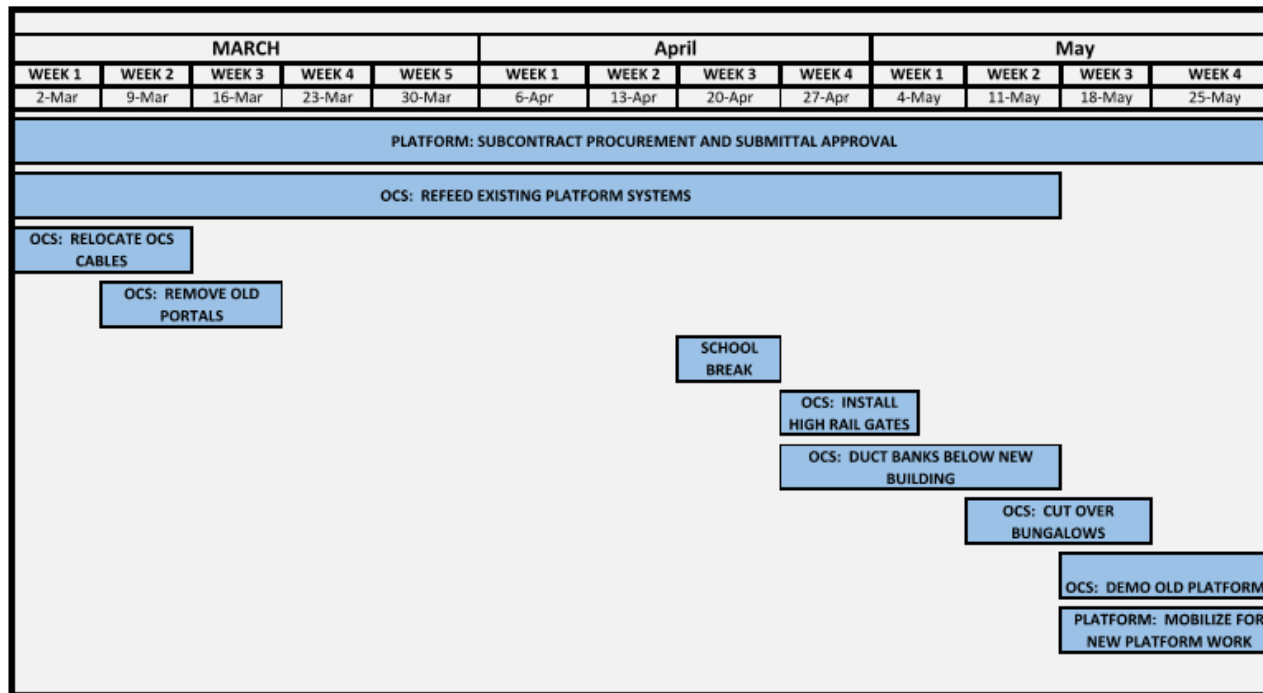 MARCH April May
WEEK 1 WEEK 2 WEEK 3 WEEK 4 WEEK 5 WEEK 1 WEEK 2 WEEK 3 WEEK 4 WEEK 1 WEEK 2 WEEK 3 WEEK 4
2-Mar 9-Mar 16-Mar 23-Mar 30-Mar 6-Apr 13-Apr 20-Apr 27-Apr 4-May 11-May 18-May 25-May
PLATFORM: SUBCONTRACT PROCUREMENT AND SUBMITTAL APPROVAL
OCS: REFEED EXISTING PLATFORM SYSTEMS
OCS: RELOCATE OCS
CABLES
OCS: REMOVE OLD
PORTALS
SCHOOL
BREAK
OCS: INSTALL
HIGH RAIL GATES
OCS: DUCT BANKS BELOW NEW
BUILDING
OCS: CUT OVER
BUNGALOWS
OCS: DEMO OLD PLATFORM
PLATFORM: MOBILIZE FOR
NEW PLATFORM WORK